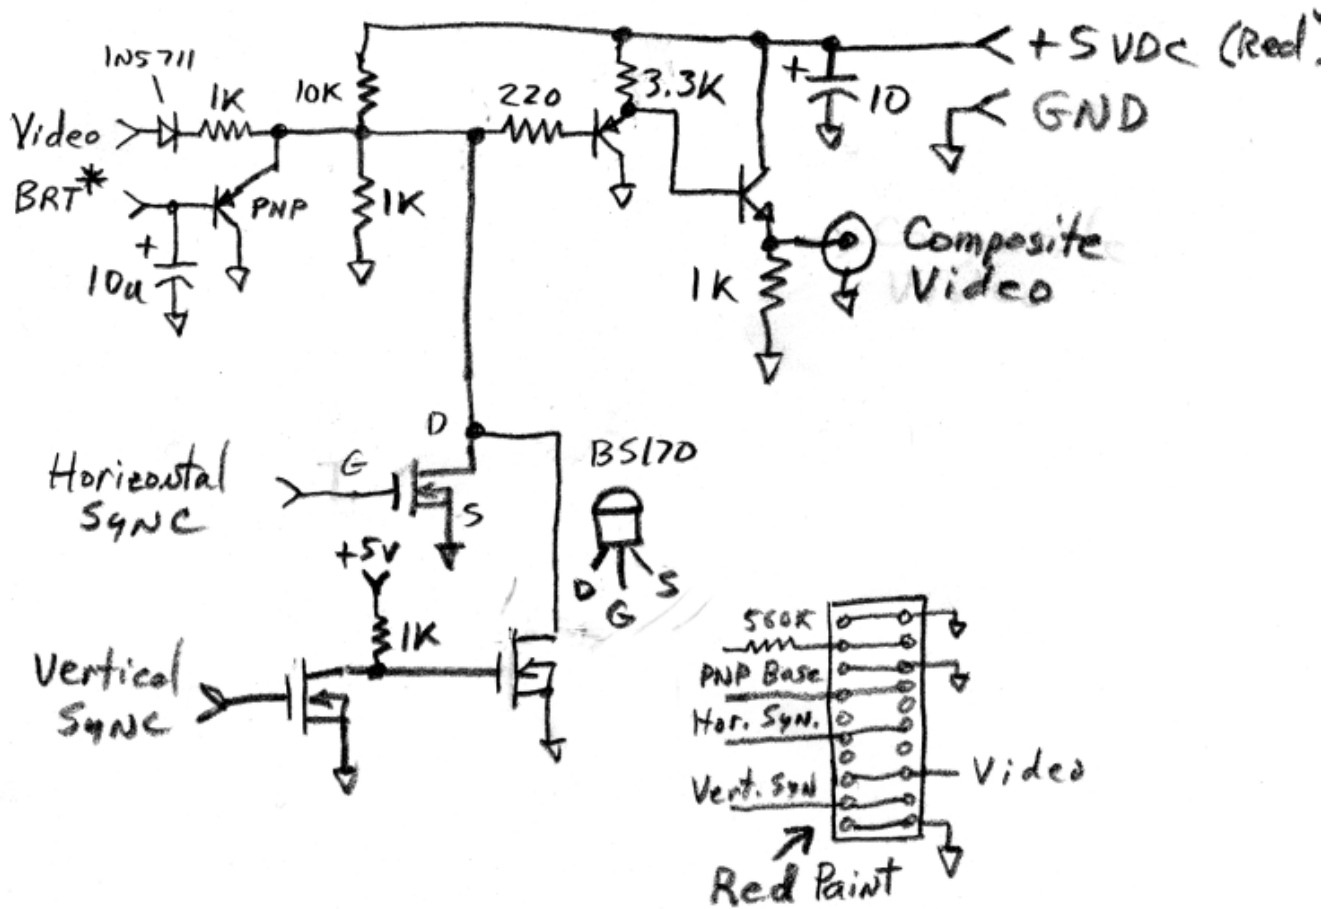 +5 VDC (Red)
1N5711
1K
10K
220
3.3K
+
10
GND
Video
BRT*
PNP
1K
+
10u
1K
Composite
Video
D
BS170
Horizontal
Sync
G
S
+5V
D
G
S
1K
Vertical
Sync
560K
PNP Base
Hor. Syn.
Vert. Syn
Video
Red Paint